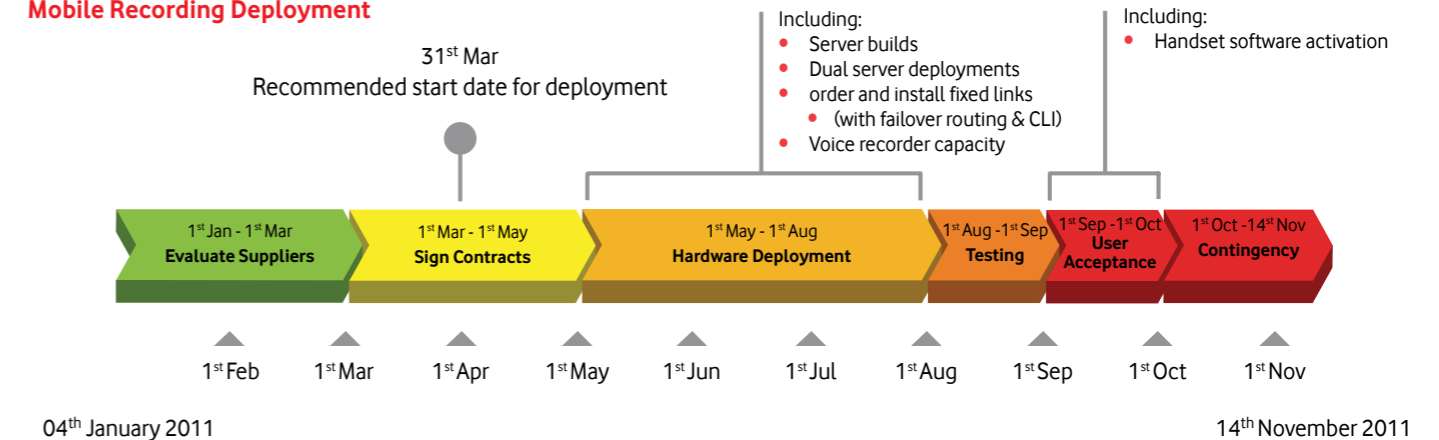 Mobile Recording Deployment
31st Mar
Recommended start date for deployment
Including:
• Server builds
• Dual server deployments
• order and install fixed links
• (with failover routing & CLI)
• Voice recorder capacity
Including:
• Handset software activation
1st Jan - 1st Mar
Evaluate Suppliers
1st Mar - 1st May
Sign Contracts
1st May - 1st Aug
Hardware Deployment
1st Aug -1st Sep
Testing
1st Sep -1st Oct
User
Acceptance
1st Oct -14st Nov
Contingency
1st Feb
1st Mar
1st Apr
1st May
1st Jun
1st Jul
1st Aug
1st Sep
1st Oct
1st Nov
04th January 2011
14th November 2011